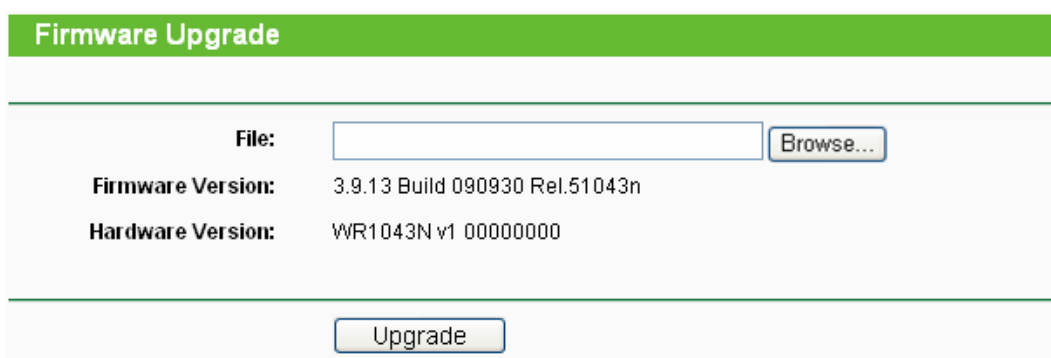 Firmware Upgrade
File:
Browse...
Firmware Version: 3.9.13 Build 090930 Rel.51043n
Hardware Version: WR1043N v1 00000000
Upgrade